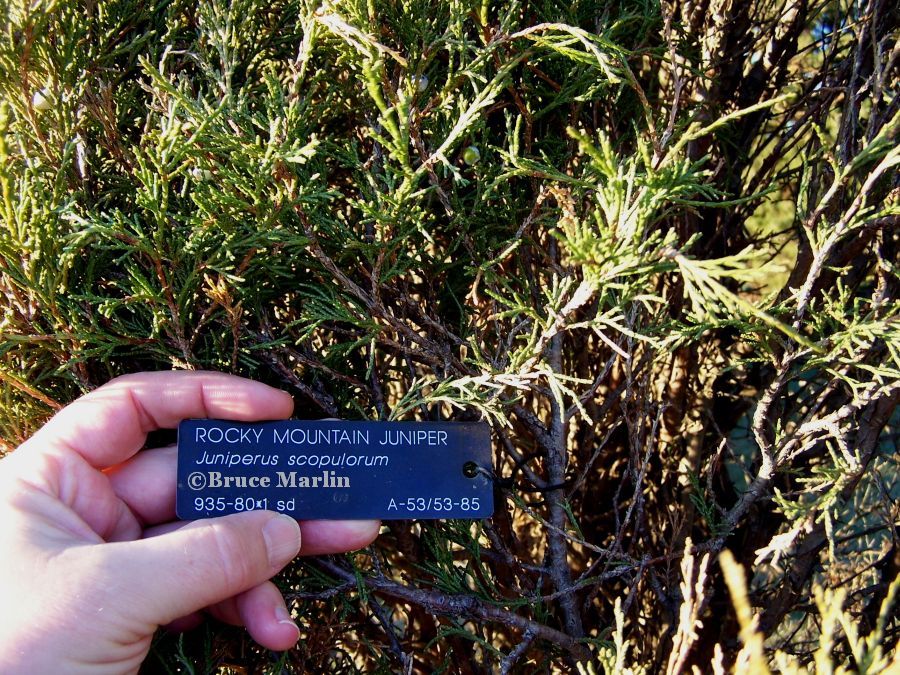 ROCKY MOUNTAIN JUNIPER
Juniperus scopulorum
©Bruce Marlin
935-80*1 sd A-53/53-85